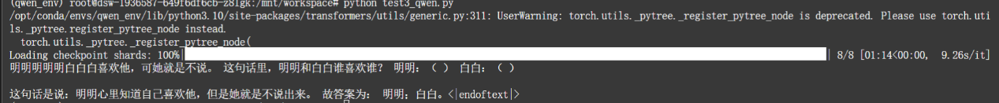 (qwen_env) root@dsw-1936587-649f6df6cb-z8lgk:/mnt/workspace# python test3_qwen.py
/opt/conda/envs/qwen_env/lib/python3.10/site-packages/transformers/utils/generic.py:311: UserWarning: torch.utils._pytree._register_pytree_node is deprecated. Please use torch.uti
ls._pytree.register_pytree_node instead.
  torch.utils._pytree._register_pytree_node(
Loading checkpoint shards: 100%| | 8/8 [01:14<00:00, 9.26s/it]
明明明明明白白白喜欢他，可她就是不说。 这句话里，明明和白白谁喜欢谁？ 明明：（ ） 白白：（ ）
这句话是说：明明心里知道自己喜欢他，但是她就是不说出来。 故答案为： 明明；白白。<|endoftext|>